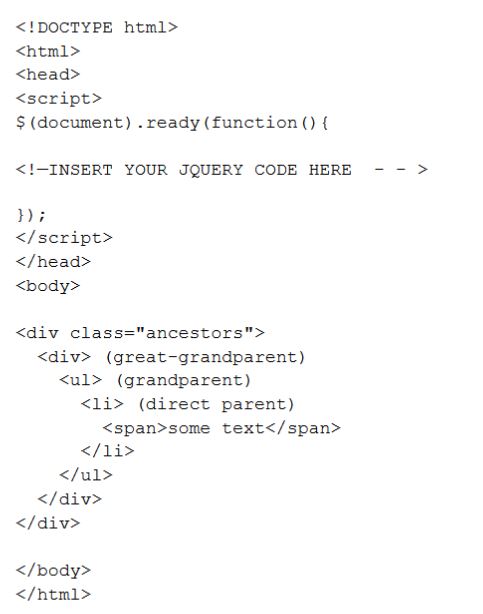 <!DOCTYPE html>
<html>
<head>
<script>
$(document).ready(function(){
<!—INSERT YOUR JQUERY CODE HERE  - - >
});
</script>
</head>
<body>
<div class="ancestors">
  <div> (great-grandparent)
    <ul> (grandparent)
      <li> (direct parent)
        <span>some text</span>
      </li>
    </ul>
  </div>
</div>
</body>
</html>